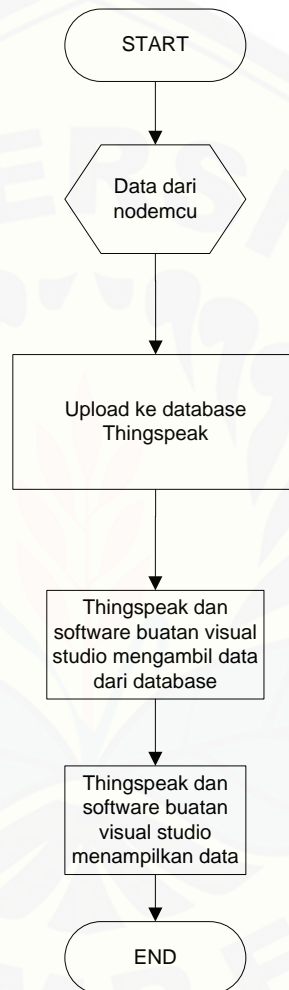 START
Data dari
nodemcu
Upload ke database
Thingspeak
Thingspeak dan
software buatan visual
studio mengambil data
dari database
Thingspeak dan
software buatan
visual studio
menampilkan data
END